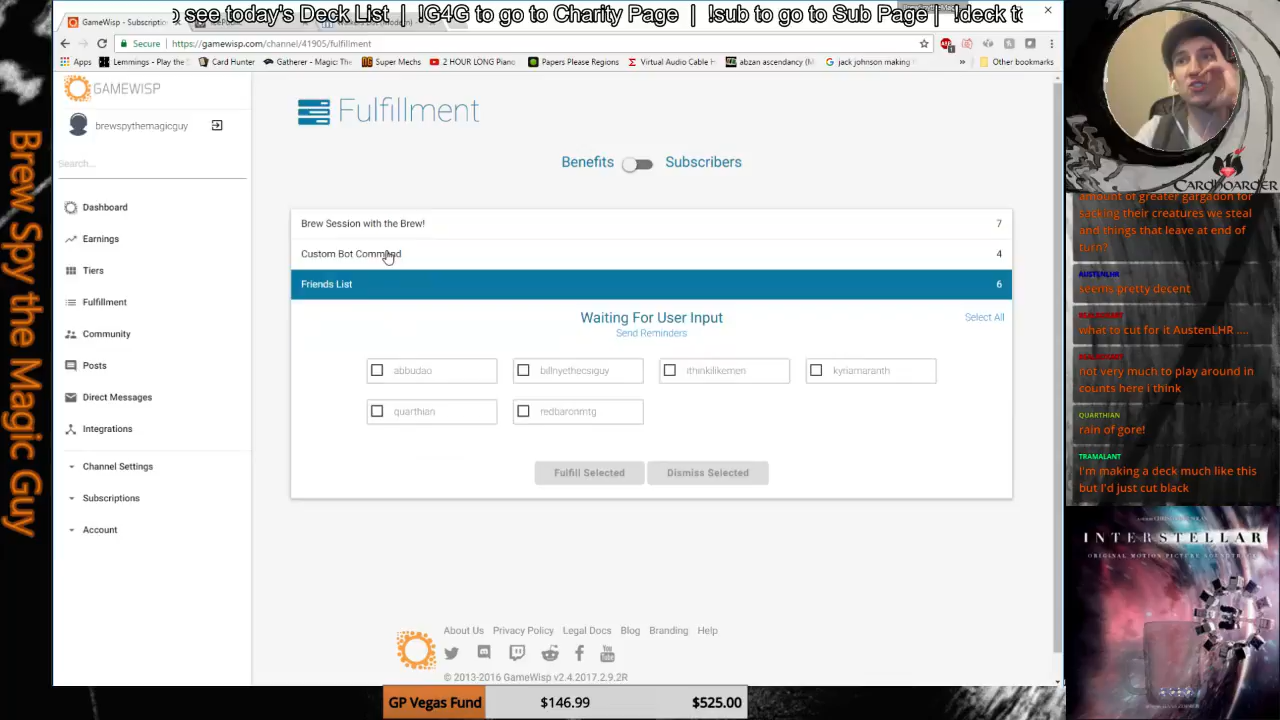 o see today's Deck List | !G4G to go to Charity Page | !sub to go to Sub Page | !deck to
GameWisp - Subscriptio
Secure
https://gamewisp.com/channel/41905/fulfillment
Apps
Lemmings - Play the
Card Hunter
Gatherer - Magic: The
Super Mechs
2 HOUR LONG Piano
Papers Please Regions
Virtual Audio Cable H
abzan ascendancy (M
jack johnson making
»
Other bookmarks
GAMEWISP
brewspythemagicguy
Search...
Dashboard
Earnings
Tiers
Fulfillment
Community
Posts
Direct Messages
Integrations
Channel Settings
Subscriptions
Account
Fulfillment
Benefits
Subscribers
Brew Session with the Brew! 7
Custom Bot Command 4
Friends List 6
Waiting For User Input
Select All
Send Reminders
abbudao
billnyethecsiguy
ithinkilikemen
kyriamaranth
quarthian
redbaronmtg
Fulfill Selected
Dismiss Selected
About Us
Privacy Policy
Legal Docs
Blog
Branding
Help
© 2013-2016 GameWisp v2.4.2017.2.9.2R
GP Vegas Fund
$146.99
$525.00
Brew Spy the Magic Guy
CARDHOARDER
amount of greater gargadon for
sacking their creatures we steal
and things that leave at end of
turn?
AUSTENLHR
seems pretty decent
what to cut for it AustenLHR ....
not very much to play around in
counts here i think
QUARTHIAN
rain of gore!
TRAMALANT
I'm making a deck much like this
but I'd just cut black
INTERSTELLAR
ORIGINAL MOTION PICTURE SOUNDTRACK